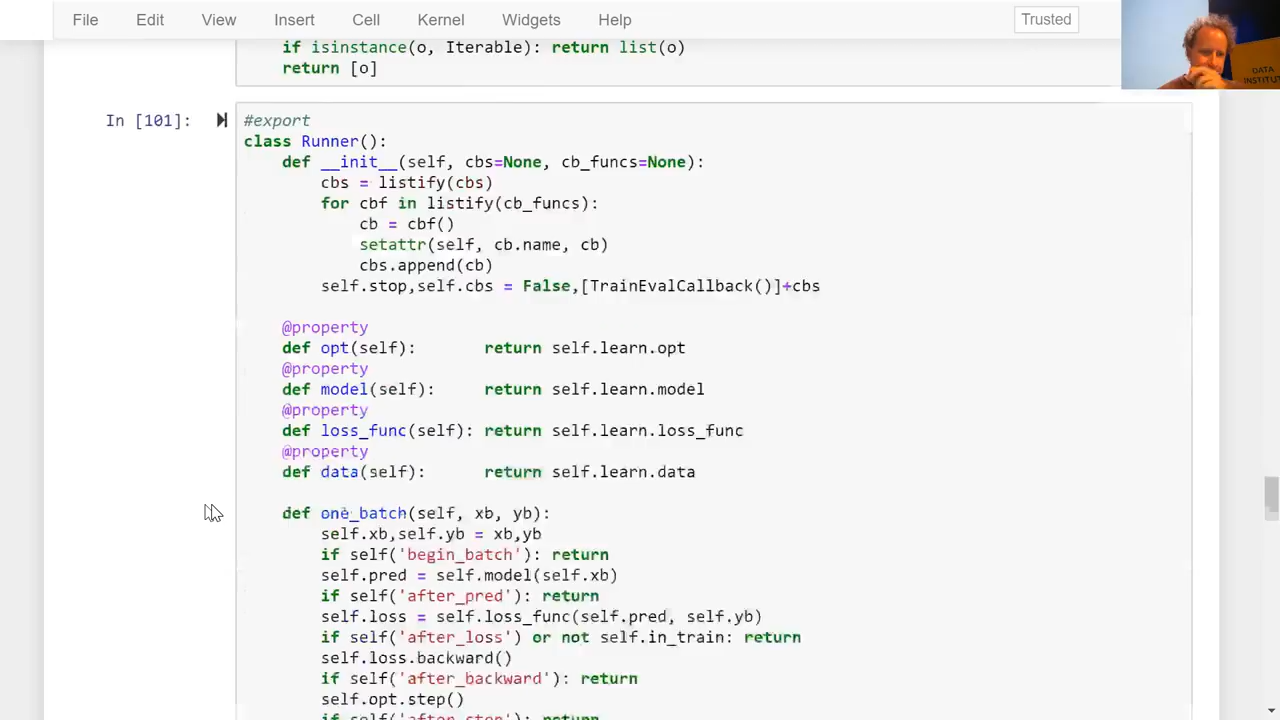 File Edit View Insert Cell Kernel Widgets Help Trusted
DATA
INSTITU
if isinstance(o, Iterable): return list(o)
return [o]
In [101]:
#export
class Runner():
def __init__(self, cbs=None, cb_funcs=None):
cbs = listify(cbs)
for cbf in listify(cb_funcs):
cb = cbf()
setattr(self, cb.name, cb)
cbs.append(cb)
self.stop,self.cbs = False,[TrainEvalCallback()]+cbs
@property
def opt(self): return self.learn.opt
@property
def model(self): return self.learn.model
@property
def loss_func(self): return self.learn.loss_func
@property
def data(self): return self.learn.data
def one_batch(self, xb, yb):
self.xb,self.yb = xb,yb
if self('begin_batch'): return
self.pred = self.model(self.xb)
if self('after_pred'): return
self.loss = self.loss_func(self.pred, self.yb)
if self('after_loss') or not self.in_train: return
self.loss.backward()
if self('after_backward'): return
self.opt.step()
if self('after_step'): return